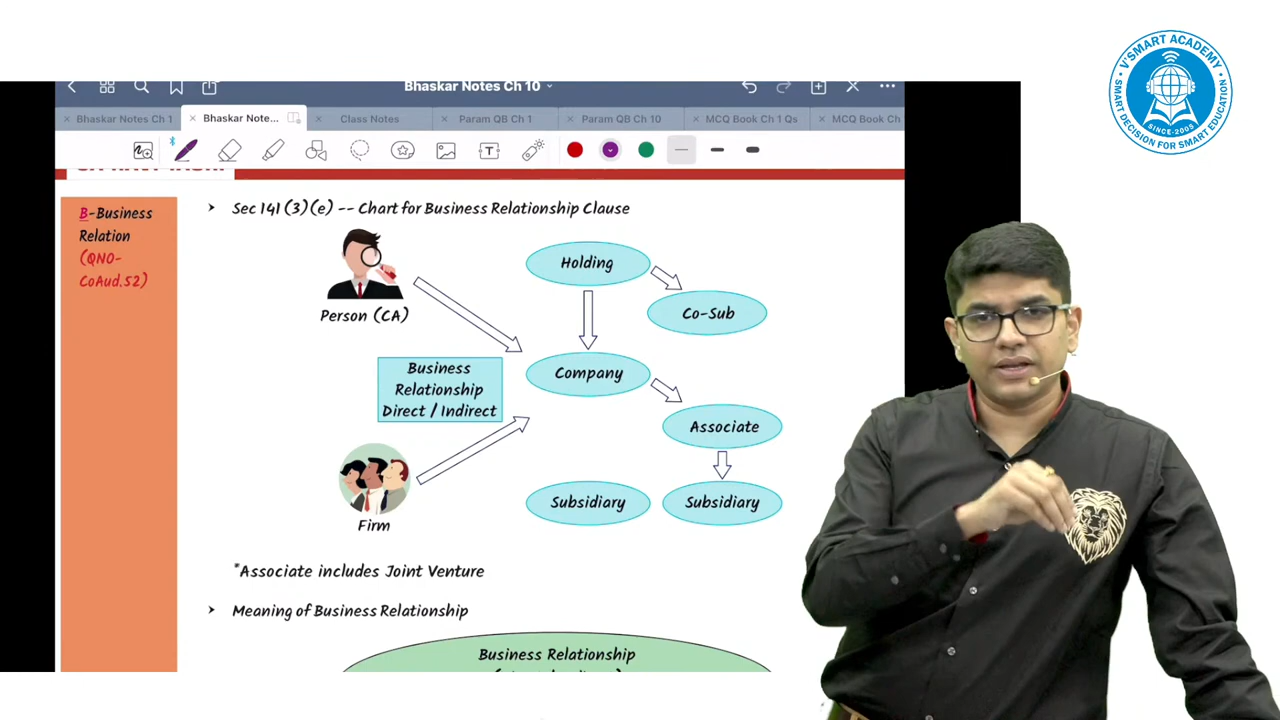 V'SMART ACADEMY
SMART DECISION FOR SMART EDUCATION
SINCE-2005
Bhaskar Notes Ch 10
Bhaskar Notes Ch 1
Bhaskar Note...
Class Notes
Param QB Ch 1
Param QB Ch 10
MCQ Book Ch 1 Qs
MCQ Book Ch
B-Business
Relation
(QNO-
CoAud.52)
Sec 141 (3)(e) -- Chart for Business Relationship Clause
Holding
Co-Sub
Person (CA)
Business
Relationship
Direct / Indirect
Company
Associate
Subsidiary
Subsidiary
Firm
*Associate includes Joint Venture
Meaning of Business Relationship
Business Relationship